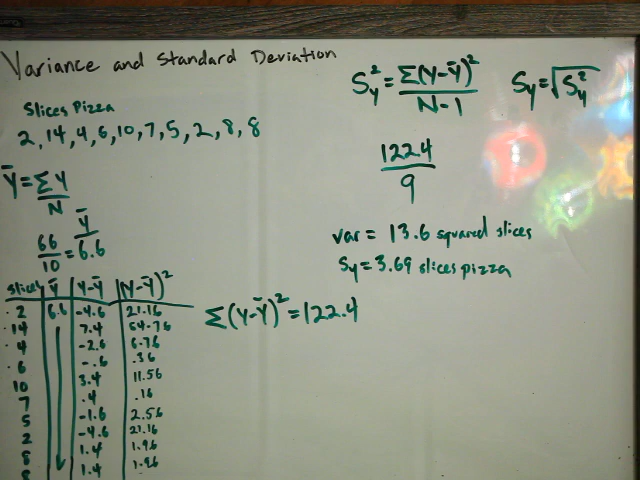 Variance and Standard Deviation
Slices Pizza
2, 14, 4, 6, 10, 7, 5, 2, 8, 8
Ȳ = ΣY/N
66/10 = Ȳ/6.6
slices | Ȳ | Y-Ȳ | (Y-Ȳ)²
2 | 6.6 | -4.6 | 21.16
14 | 7.4 | 54.76
4 | -2.6 | 6.76
6 | -.6 | .36
10 | 3.4 | 11.56
7 | .4 | .16
5 | -1.6 | 2.56
2 | -4.6 | 21.16
8 | 1.4 | 1.96
8 | 1.4 | 1.96
Σ(Y-Ȳ)² = 122.4
S²y = Σ(Y-Ȳ)²/N-1
Sy = √S²y
122.4/9
var = 13.6 squared slices
Sy = 3.69 slices pizza